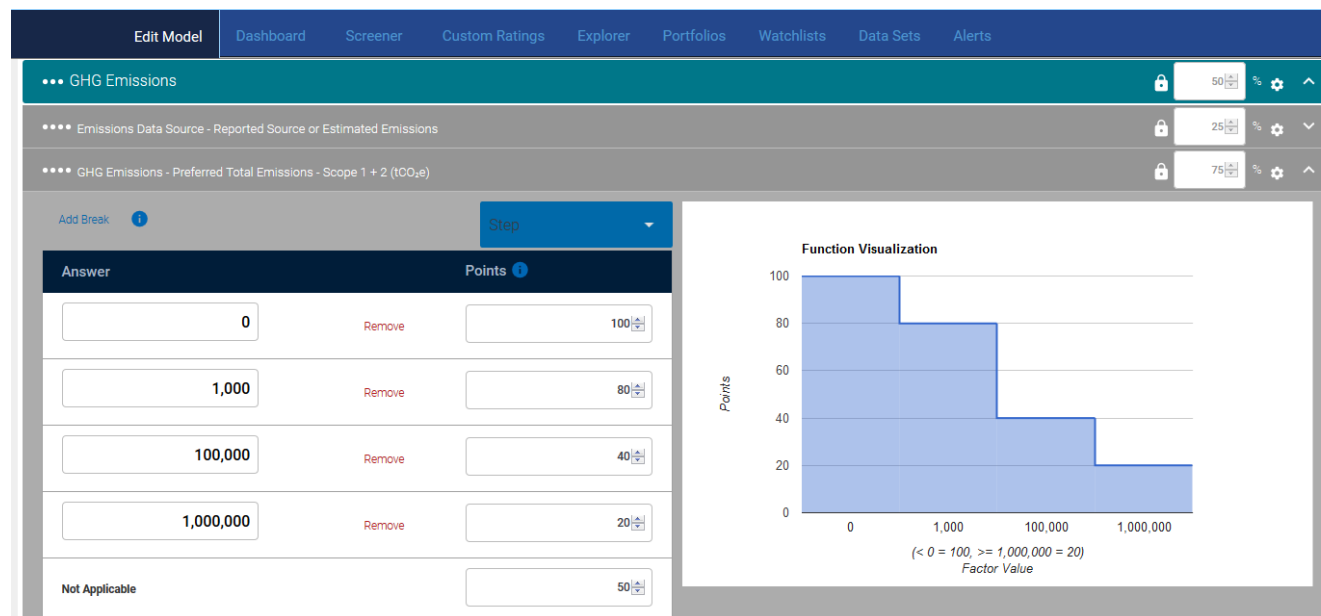 Edit Model Dashboard Screener Custom Ratings Explorer Portfolios Watchlists Data Sets Alerts
GHG Emissions 50 %
Emissions Data Source - Reported Source or Estimated Emissions 25 %
GHG Emissions - Preferred Total Emissions - Scope 1 + 2 (tCO₂e) 75 %
Add Break i Step
Answer Points i
0 Remove 100
1,000 Remove 80
100,000 Remove 40
1,000,000 Remove 20
Not Applicable 50
Function Visualization
100
80
60
40
20
0
Points
0 1,000 100,000 1,000,000
(< 0 = 100, >= 1,000,000 = 20)
Factor Value